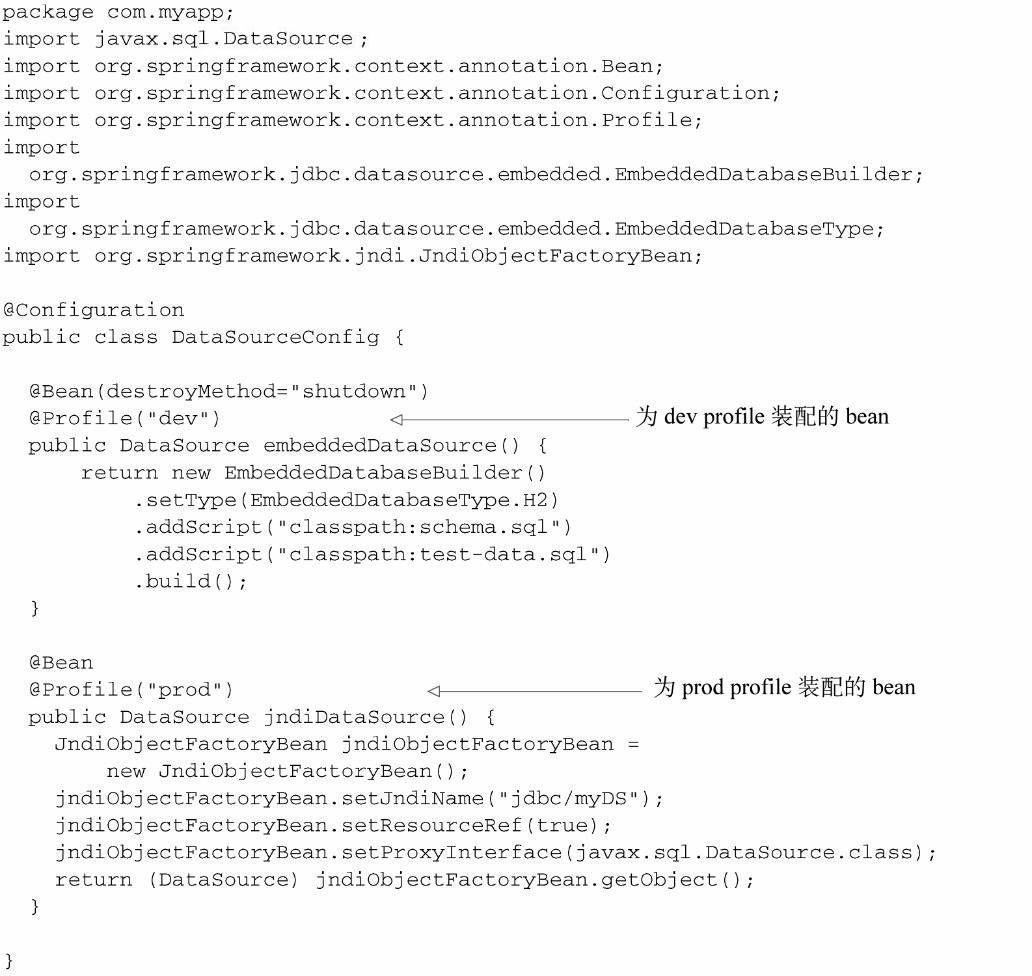 package com.myapp;
import javax.sql.DataSource ;
import org.springframework.context.annotation.Bean;
import org.springframework.context.annotation.Configuration;
import org.springframework.context.annotation.Profile;
import
  org.springframework.jdbc.datasource.embedded.EmbeddedDatabaseBuilder;
import
  org.springframework.jdbc.datasource.embedded.EmbeddedDatabaseType;
import org.springframework.jndi.JndiObjectFactoryBean;

@Configuration
public class DataSourceConfig {

  @Bean(destroyMethod="shutdown")
  @Profile("dev") 为 dev profile 装配的 bean
  public DataSource embeddedDataSource() {
      return new EmbeddedDatabaseBuilder()
          .setType(EmbeddedDatabaseType.H2)
          .addScript("classpath:schema.sql")
          .addScript("classpath:test-data.sql")
          .build();
  }

  @Bean
  @Profile("prod") 为 prod profile 装配的 bean
  public DataSource jndiDataSource() {
    JndiObjectFactoryBean jndiObjectFactoryBean =
        new JndiObjectFactoryBean();
    jndiObjectFactoryBean.setJndiName("jdbc/myDS");
    jndiObjectFactoryBean.setResourceRef(true);
    jndiObjectFactoryBean.setProxyInterface(javax.sql.DataSource.class);
    return (DataSource) jndiObjectFactoryBean.getObject();
  }

}